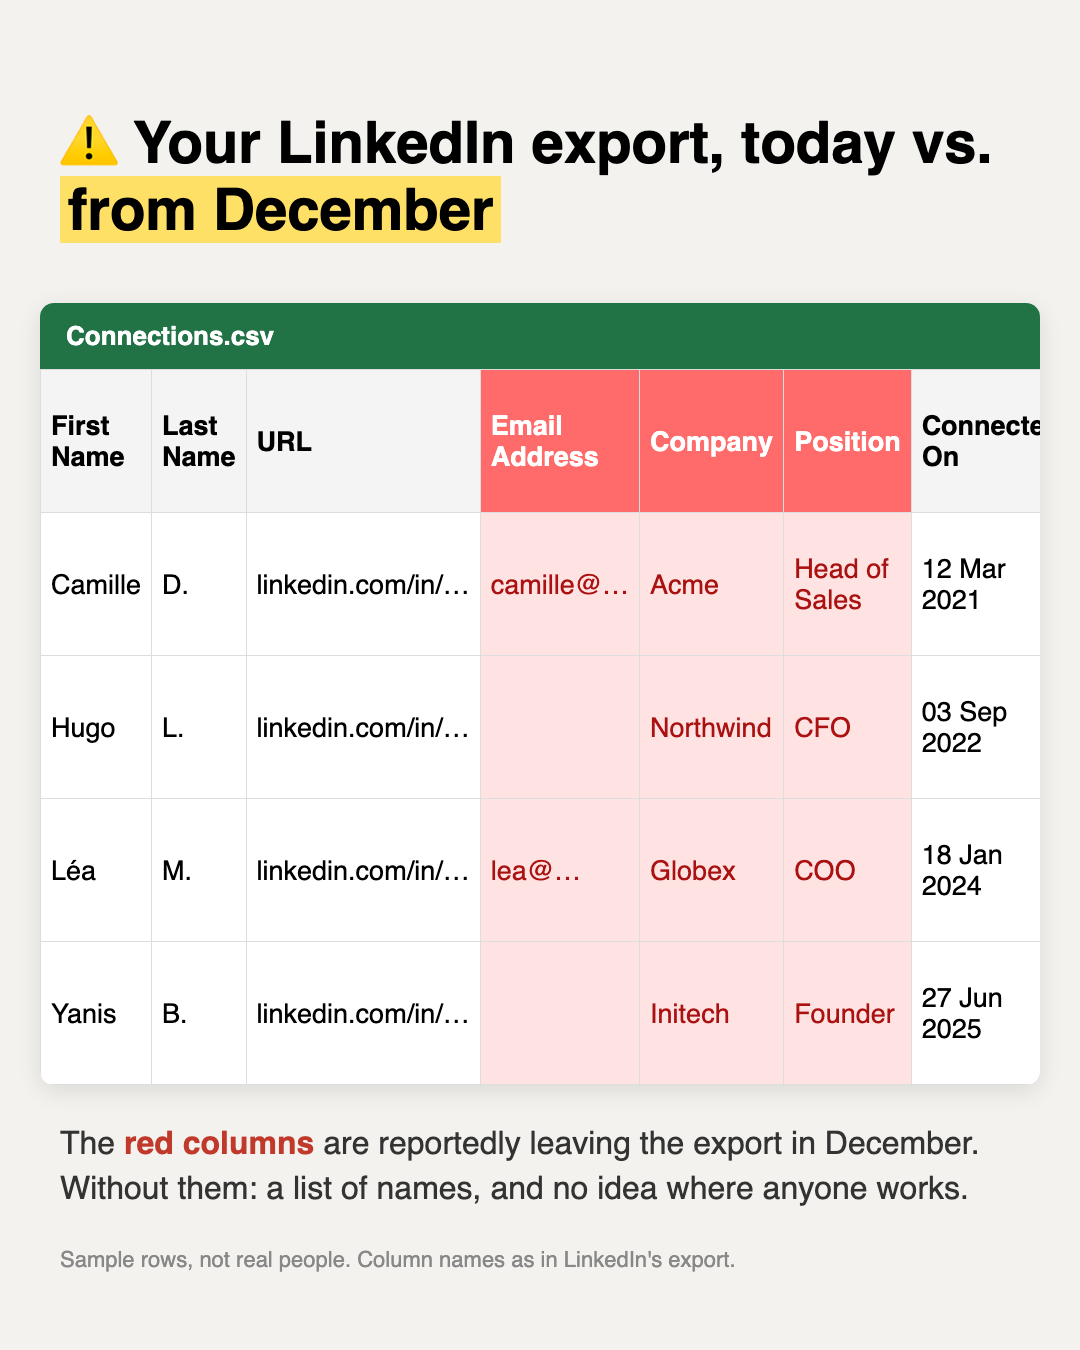 ⚠️ Your LinkedIn export, today vs.
from December
Connections.csv
First Name | Last Name | URL | Email Address | Company | Position | Connecte On
Camille | D. | linkedin.com/in/… | camille@… | Acme | Head of Sales | 12 Mar 2021
Hugo | L. | linkedin.com/in/… | | Northwind | CFO | 03 Sep 2022
Léa | M. | linkedin.com/in/… | lea@… | Globex | COO | 18 Jan 2024
Yanis | B. | linkedin.com/in/… | | Initech | Founder | 27 Jun 2025
The red columns are reportedly leaving the export in December.
Without them: a list of names, and no idea where anyone works.
Sample rows, not real people. Column names as in LinkedIn's export.